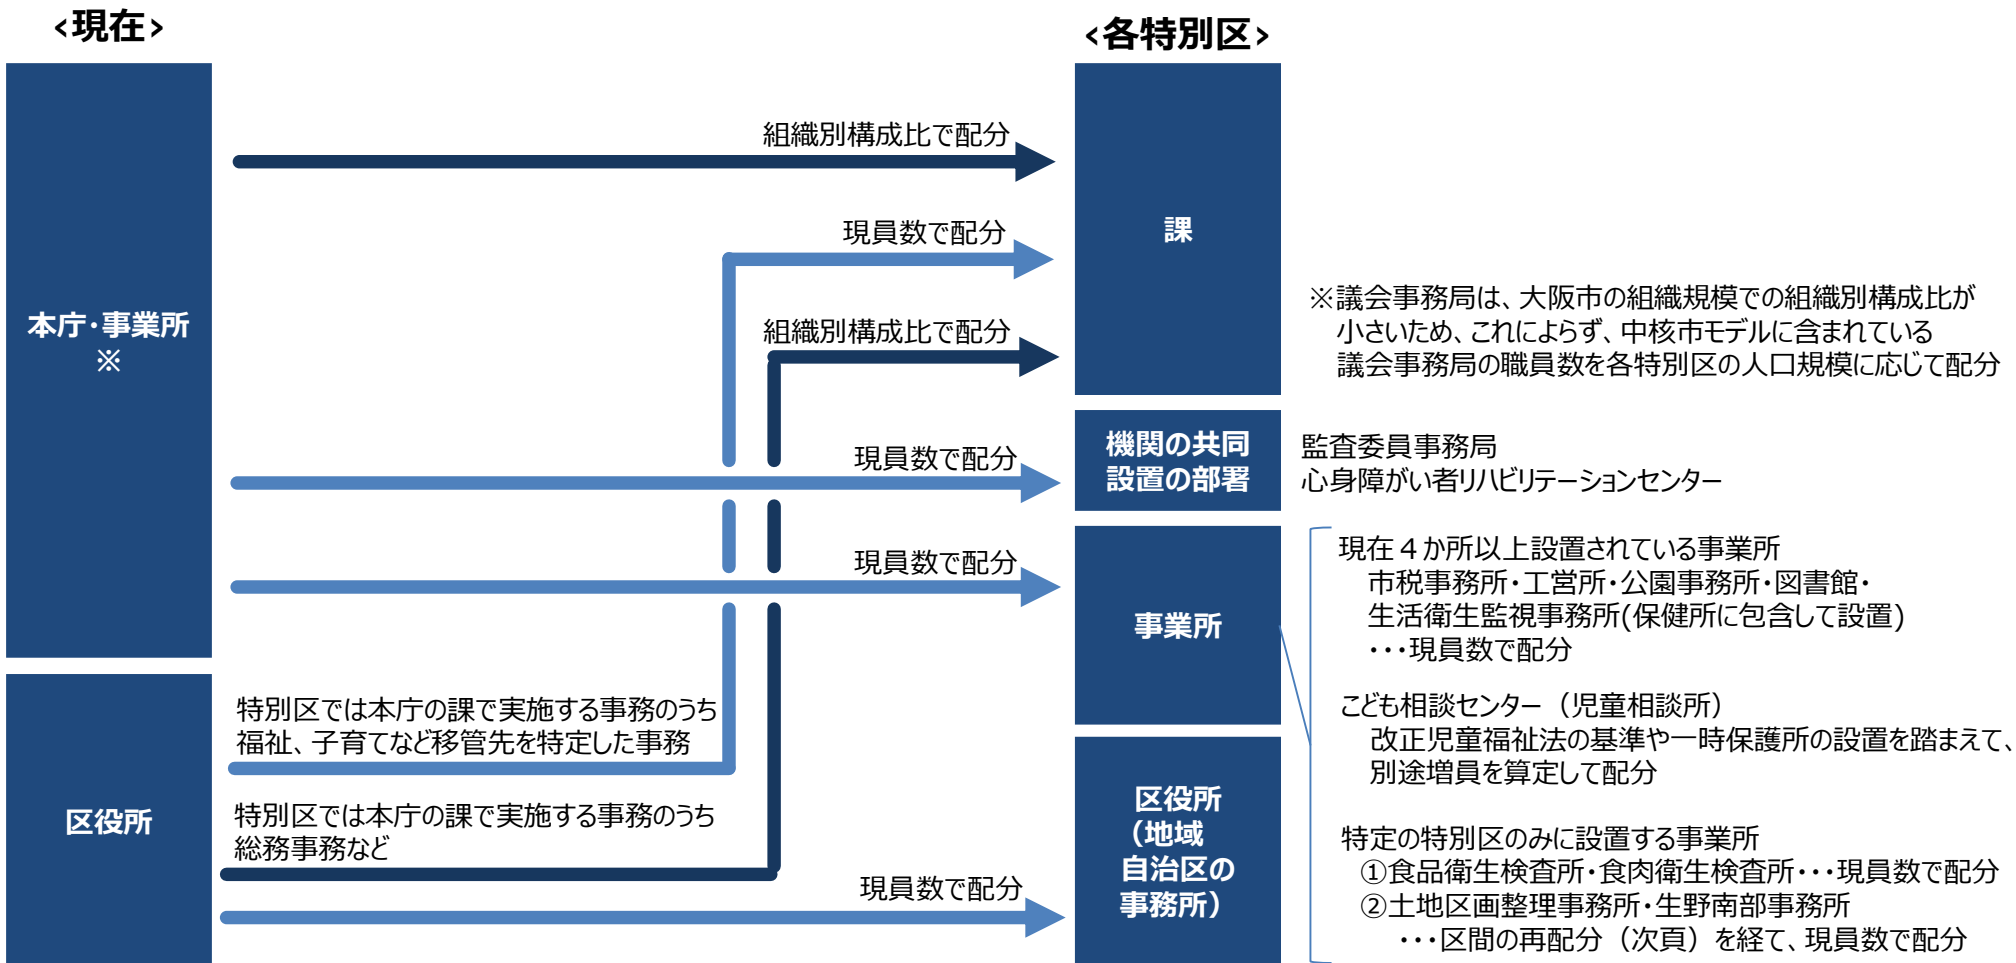 <現在>
<各特別区>
本庁・事業所
※
区役所
組織別構成比で配分
現員数で配分
組織別構成比で配分
現員数で配分
現員数で配分
特別区では本庁の課で実施する事務のうち
福祉、子育てなど移管先を特定した事務
特別区では本庁の課で実施する事務のうち
総務事務など
現員数で配分
課
機関の共同
設置の部署
事業所
区役所
（地域
自治区の
事務所）
※議会事務局は、大阪市の組織規模での組織別構成比が
小さいため、これによらず、中核市モデルに含まれている
議会事務局の職員数を各特別区の人口規模に応じて配分
監査委員事務局
心身障がい者リハビリテーションセンター
現在４か所以上設置されている事業所
市税事務所・工営所・公園事務所・図書館・
生活衛生監視事務所(保健所に包含して設置)
・・・現員数で配分
こども相談センター（児童相談所）
改正児童福祉法の基準や一時保護所の設置を踏まえて、
別途増員を算定して配分
特定の特別区のみに設置する事業所
①食品衛生検査所・食肉衛生検査所・・・現員数で配分
②土地区画整理事務所・生野南部事務所
・・・区間の再配分（次頁）を経て、現員数で配分